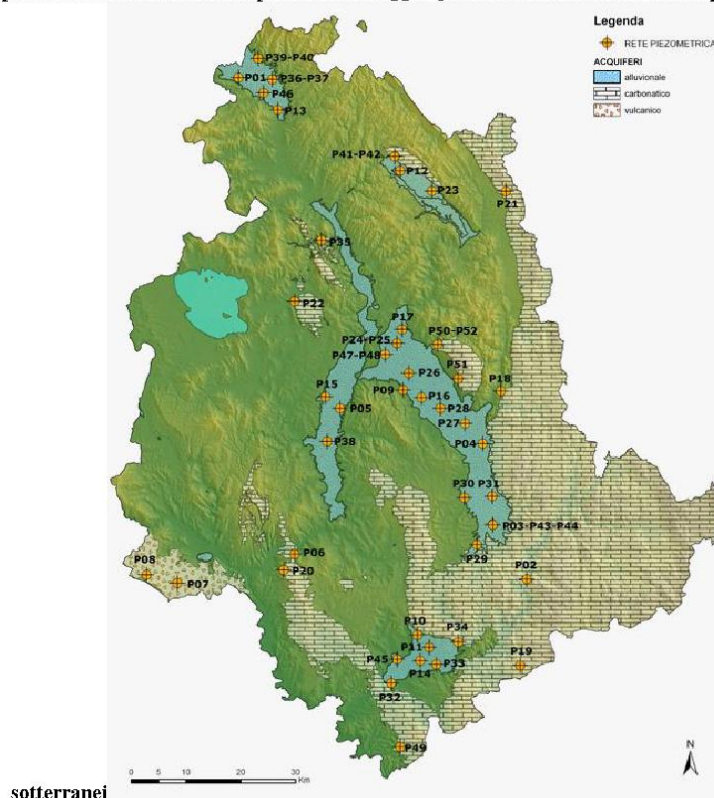 Legenda
RETE PIEZOMETRICA
ACQUIFERI
alluvionale
carbonatico
vulcanico
P39-P40
P01
P36-P37
P46
P13
P41-P42
P12
P23
P21
P35
P22
P17
P24-P25
P50-P52
P47-P48
P26
P51
P18
P15
P09
P16
P05
P28
P27
P38
P04
P30
P31
P03-P43-P44
P29
P06
P08
P20
P07
P02
P10
P34
P11
P45
P14
P33
P19
P32
P49
N
0
10
20
30
Km
sotterranei